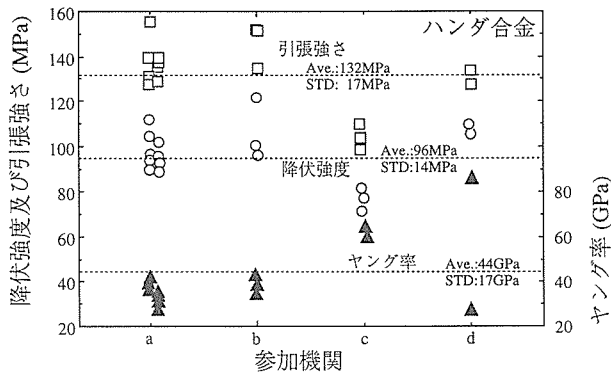 ハンダ合金
降伏強度及び引張強さ (MPa)
160
140
120
100
80
60
40
20
引張強さ
Ave.:132MPa
STD: 17MPa
Ave.:96MPa
降伏強度
STD:14MPa
ヤング率
Ave.:44GPa
STD:17GPa
80
60
40
20
ヤング率 (GPa)
a b c d
参加機関